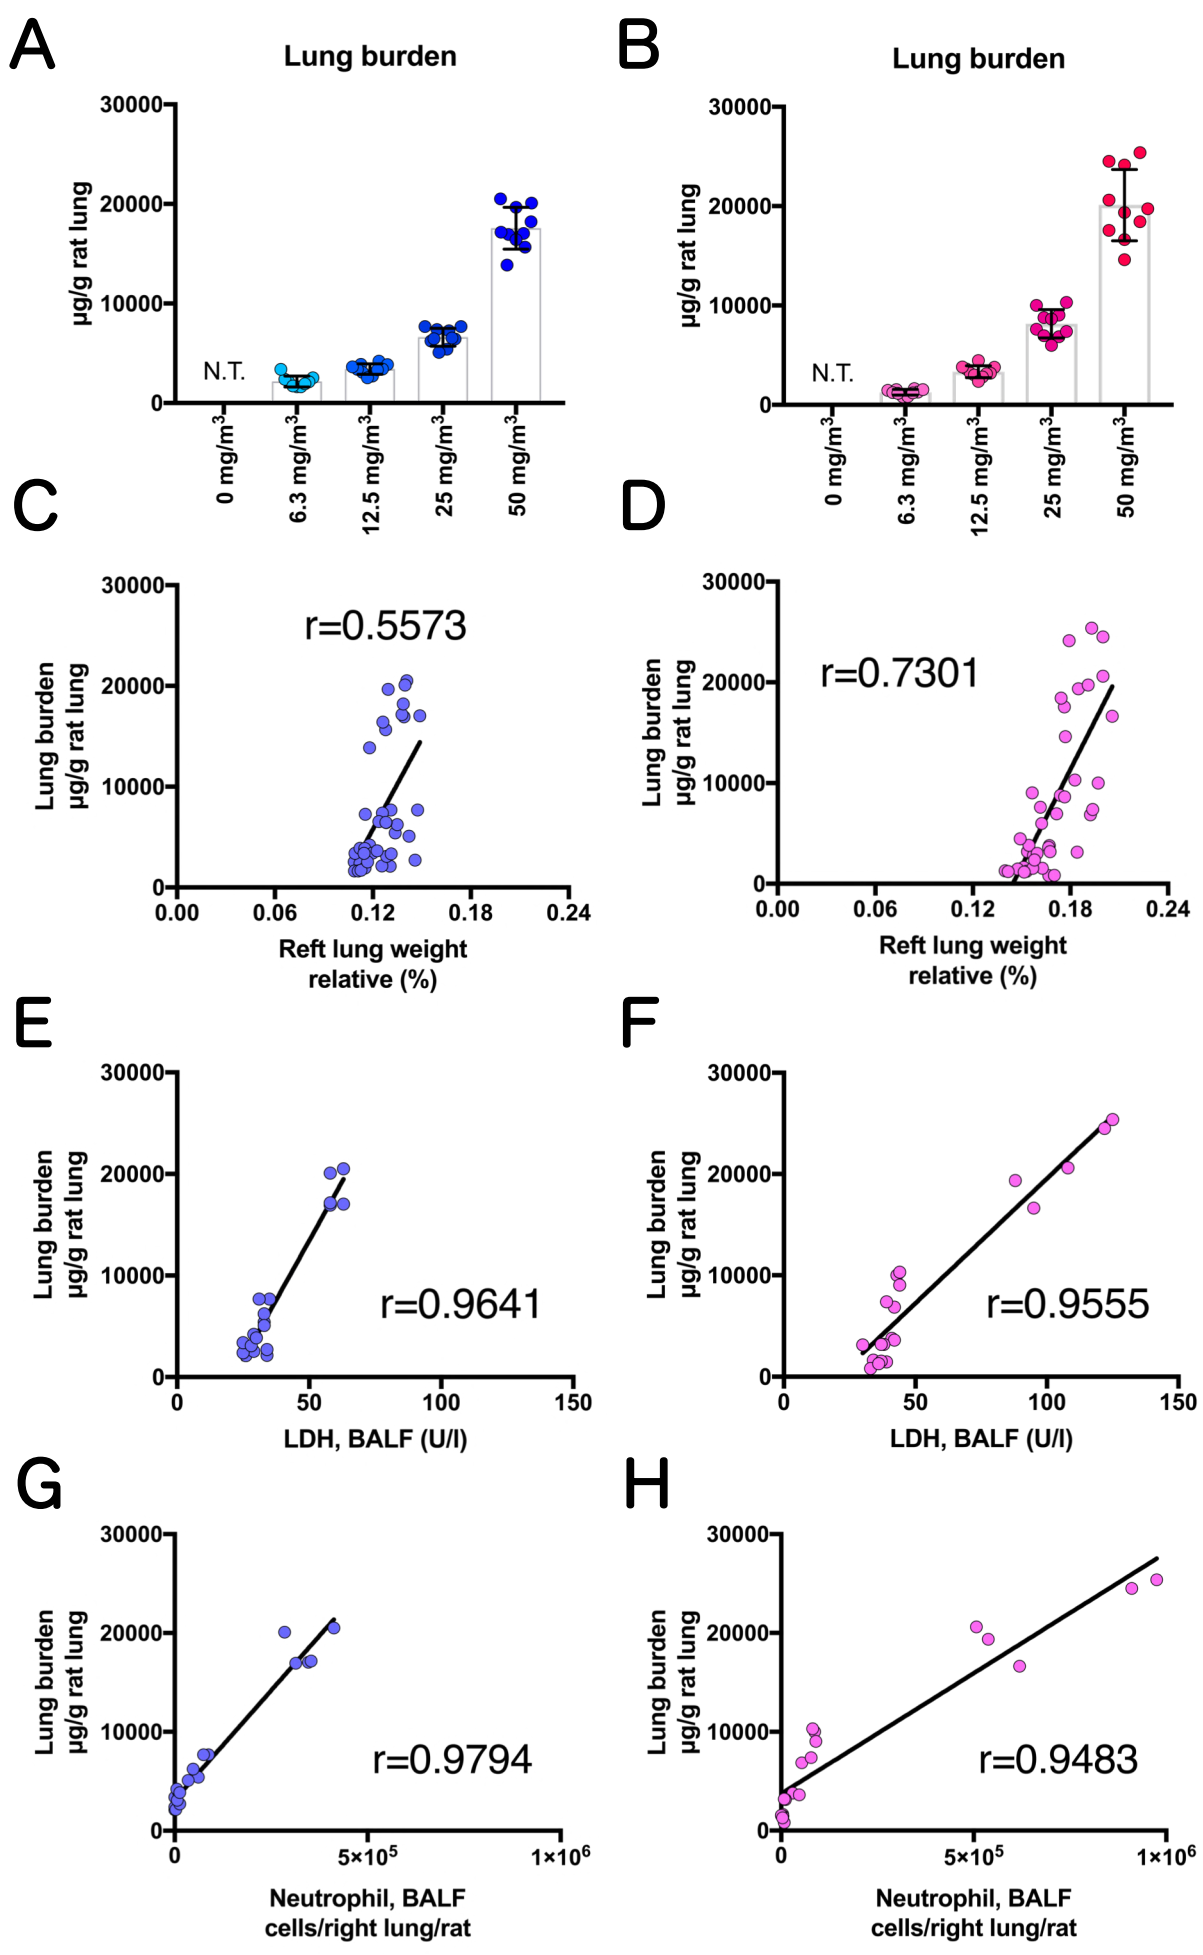 A
Lung burden
30000
20000
10000
0
µg/g rat lung
N.T.
0 mg/m³
6.3 mg/m³
12.5 mg/m³
25 mg/m³
50 mg/m³
B
Lung burden
30000
20000
10000
0
µg/g rat lung
N.T.
0 mg/m³
6.3 mg/m³
12.5 mg/m³
25 mg/m³
50 mg/m³
C
30000
20000
10000
0
Lung burden
µg/g rat lung
r=0.5573
0.00 0.06 0.12 0.18 0.24
Reft lung weight
relative (%)
D
30000
20000
10000
0
Lung burden
µg/g rat lung
r=0.7301
0.00 0.06 0.12 0.18 0.24
Reft lung weight
relative (%)
E
30000
20000
10000
0
Lung burden
µg/g rat lung
r=0.9641
0 50 100 150
LDH, BALF (U/l)
F
30000
20000
10000
0
Lung burden
µg/g rat lung
r=0.9555
0 50 100 150
LDH, BALF (U/l)
G
30000
20000
10000
0
Lung burden
µg/g rat lung
r=0.9794
0 5×10⁵ 1×10⁶
Neutrophil, BALF
cells/right lung/rat
H
30000
20000
10000
0
Lung burden
µg/g rat lung
r=0.9483
0 5×10⁵ 1×10⁶
Neutrophil, BALF
cells/right lung/rat